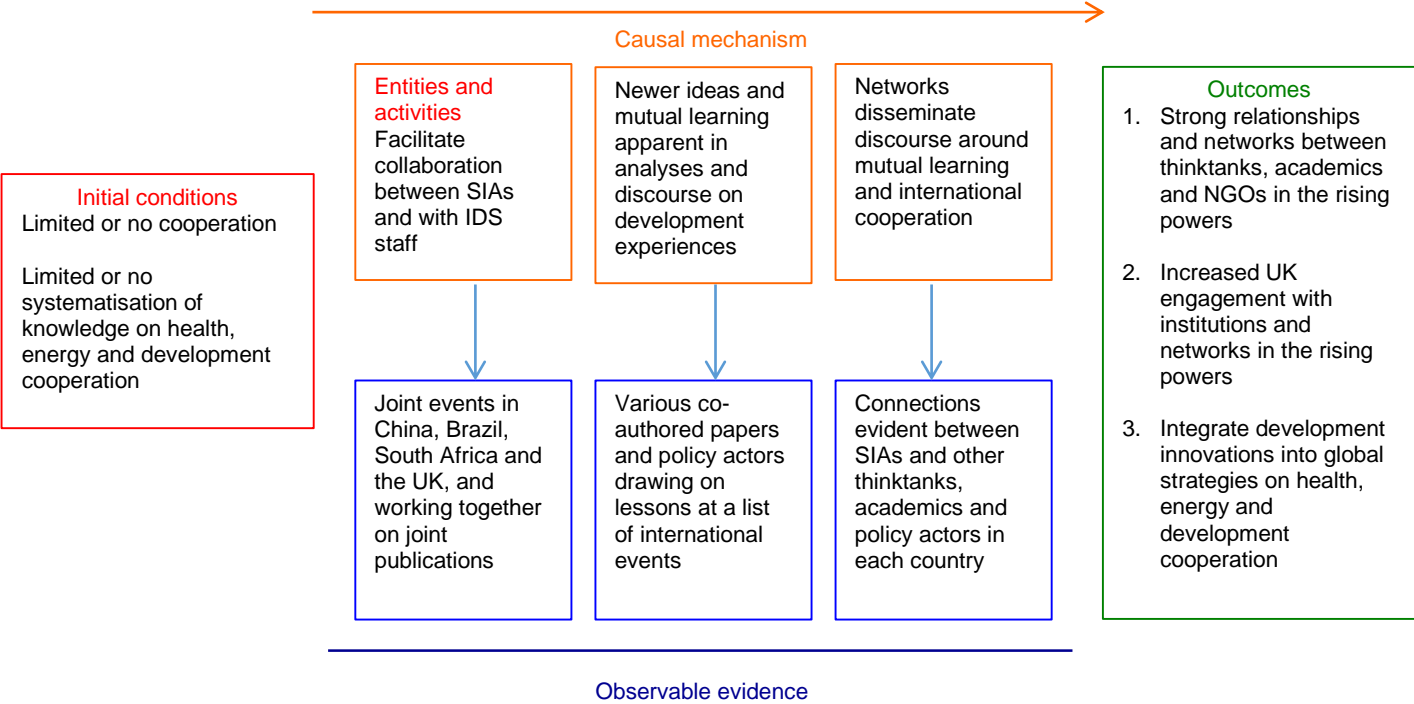 Causal mechanism
Initial conditions
Limited or no cooperation
Limited or no
systematisation of
knowledge on health,
energy and development
cooperation
Entities and
activities
Facilitate
collaboration
between SIAs
and with IDS
staff
Newer ideas and
mutual learning
apparent in
analyses and
discourse on
development
experiences
Networks
disseminate
discourse around
mutual learning
and international
cooperation
Joint events in
China, Brazil,
South Africa and
the UK, and
working together
on joint
publications
Various co-
authored papers
and policy actors
drawing on
lessons at a list
of international
events
Connections
evident between
SIAs and other
thinktanks,
academics and
policy actors in
each country
Outcomes
1. Strong relationships
and networks between
thinktanks, academics
and NGOs in the rising
powers
2. Increased UK
engagement with
institutions and
networks in the rising
powers
3. Integrate development
innovations into global
strategies on health,
energy and
development
cooperation
Observable evidence